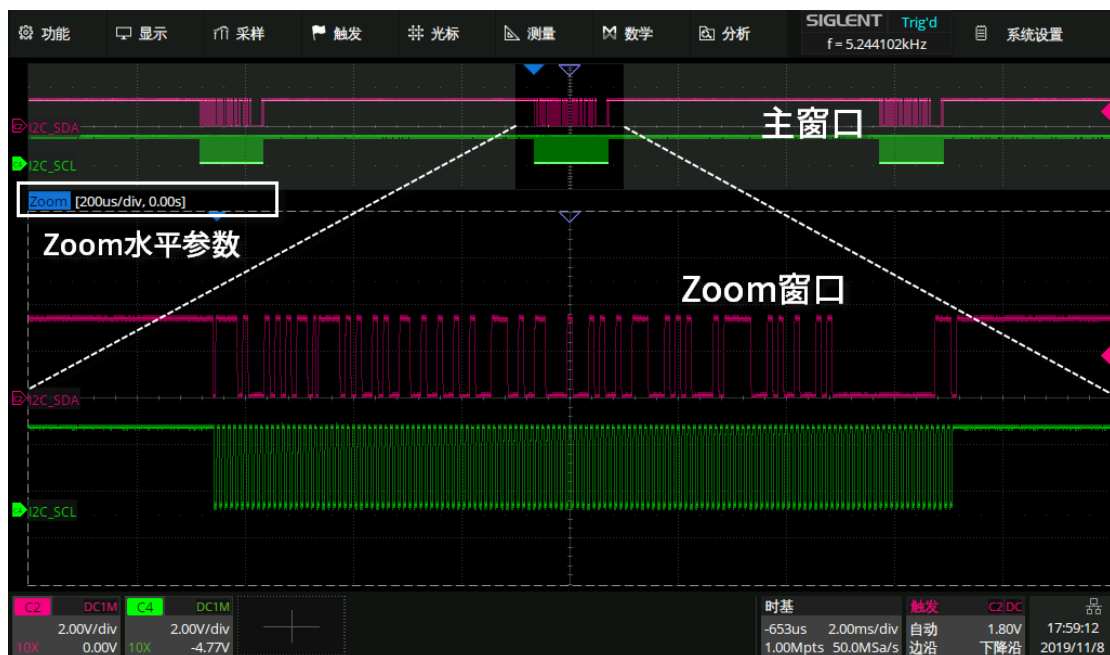 功能 显示 采样 触发 光标 测量 数学 分析 SIGLENT Trig'd 系统设置
f = 5.244102kHz
主窗口
C2 I2C_SDA
C4 I2C_SCL
Zoom [200us/div, 0.00s]
Zoom水平参数
Zoom窗口
C2 I2C_SDA
C4 I2C_SCL
C2 DC1M C4 DC1M 时基 触发 C2 DC
2.00V/div 2.00V/div -653us 2.00ms/div 自动 1.80V 17:59:12
10X 0.00V 10X -4.77V 1.00Mpts 50.0MSa/s 边沿 下降沿 2019/11/8